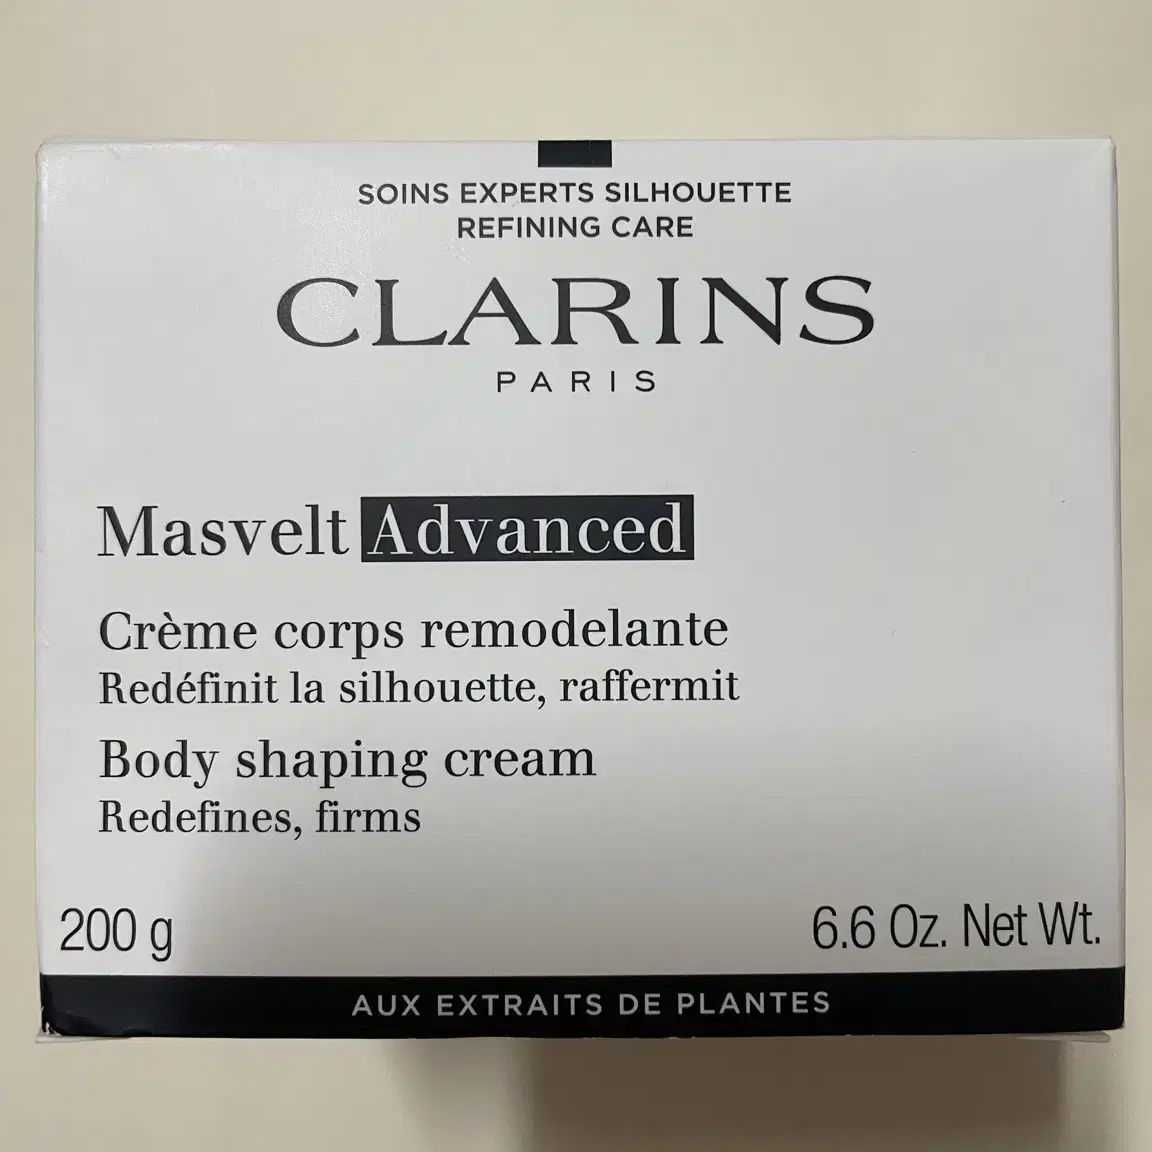 SOINS EXPERTS SILHOUETTE
REFINING CARE
CLARINS
PARIS
Masvelt Advanced
Crème corps remodelante
Redéfinit la silhouette, raffermit
Body shaping cream
Redefines, firms
200 g
6.6 Oz. Net Wt.
AUX EXTRAITS DE PLANTES